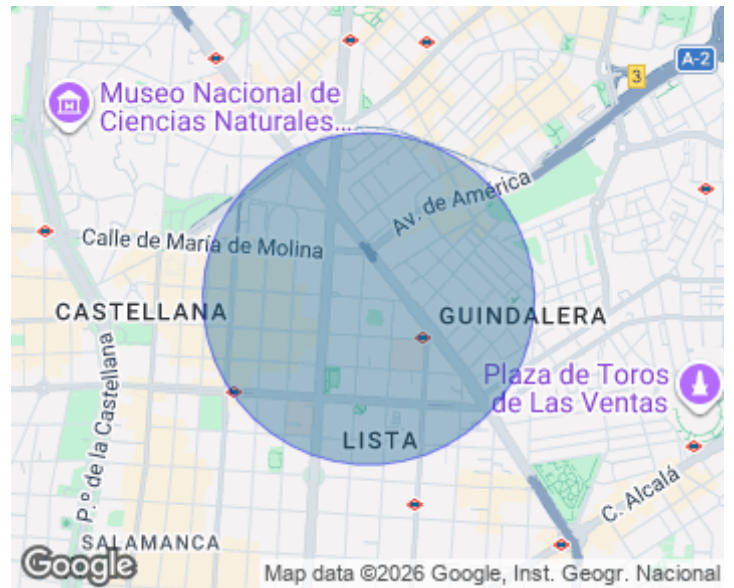 A-2
3
Museo Nacional de
Ciencias Naturales...
Av. de América
Calle de María de Molina
CASTELLANA
GUINDALERA
Plaza de Toros
de Las Ventas
P.º de la Castellana
LISTA
C. Alcalá
SALAMANCA
Google
Map data ©2026 Google, Inst. Geogr. Nacional